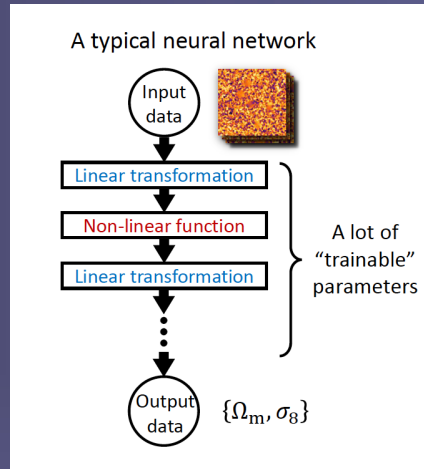 A typical neural network
Input
data
Linear transformation
Non-linear function
Linear transformation
A lot of
“trainable”
parameters
Output
data
{Ωₘ, σ₈}